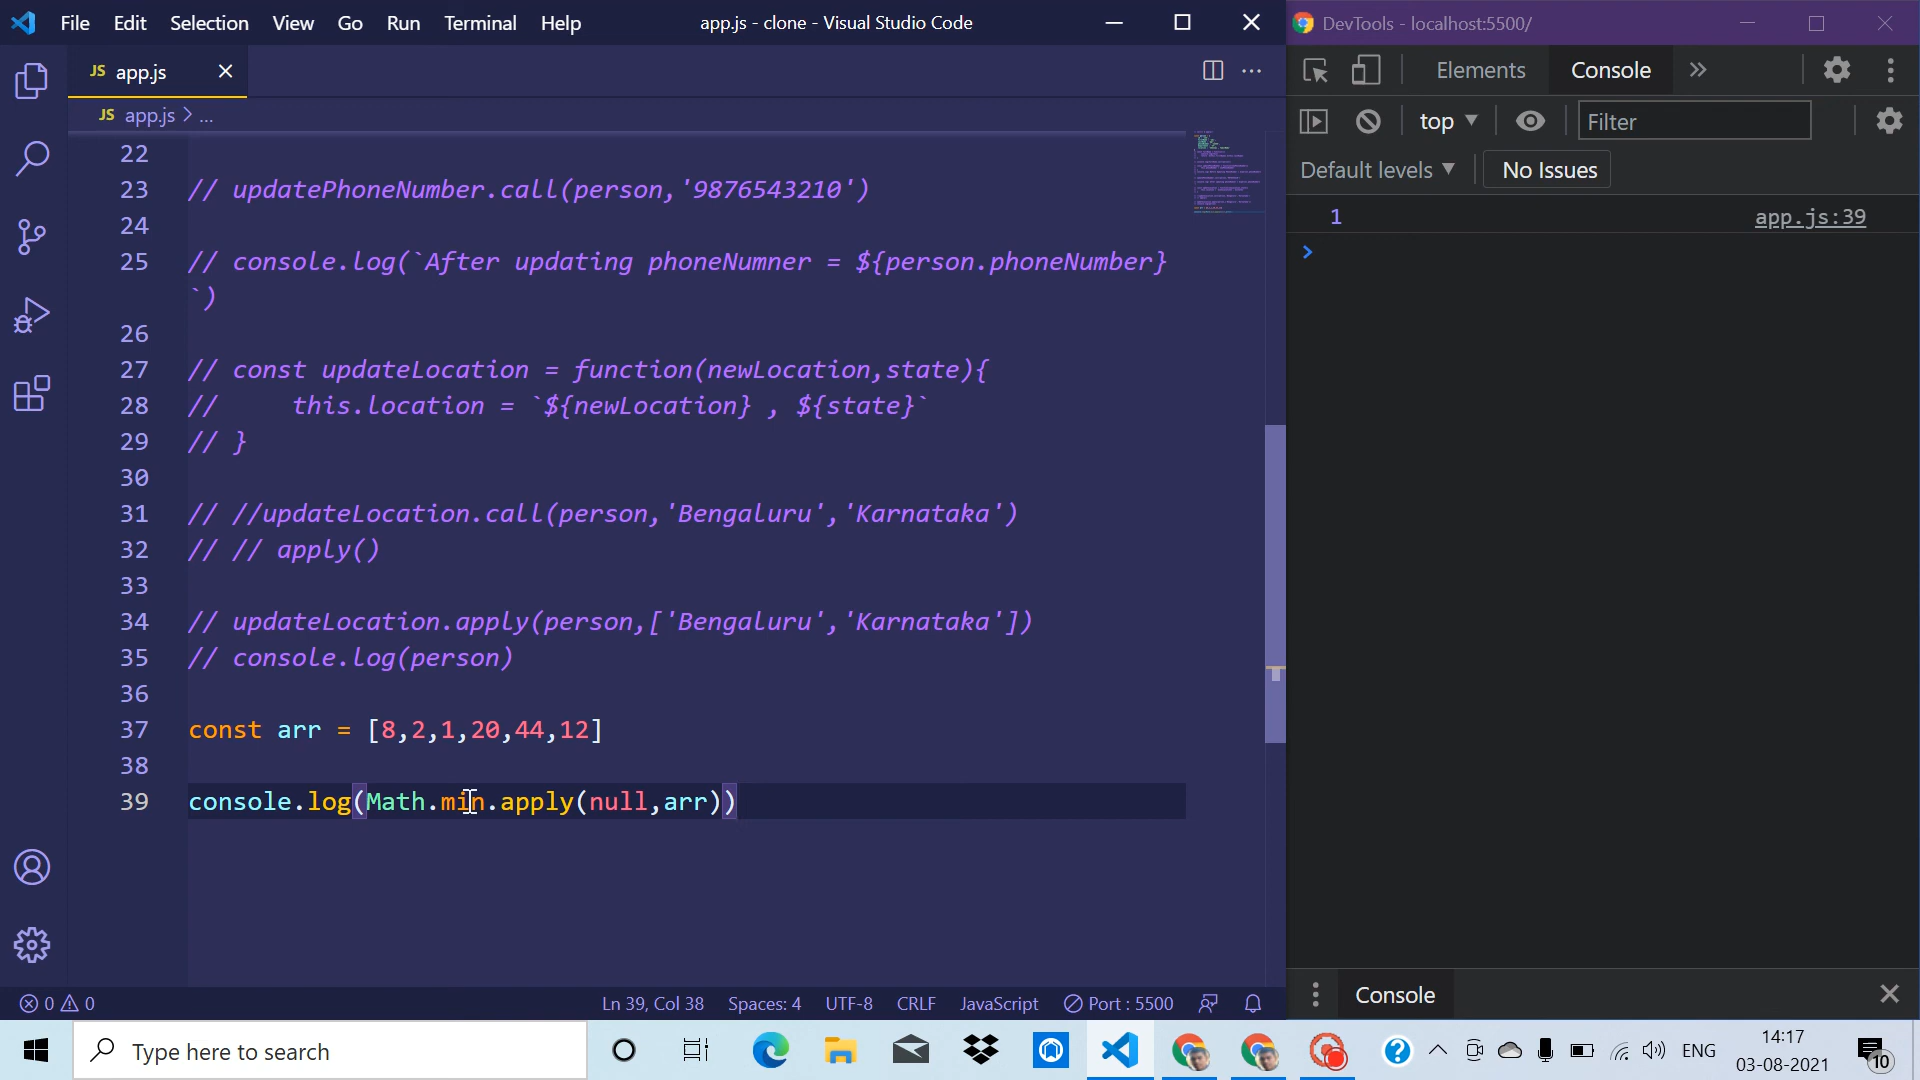 File Edit Selection View Go Run Terminal Help app.js - clone - Visual Studio Code
JS app.js
JS app.js > ...
22
23 // updatePhoneNumber.call(person,'9876543210')
24
25 // console.log(`After updating phoneNumner = ${person.phoneNumber}
`)
26
27 // const updateLocation = function(newLocation,state){
28 //     this.location = `${newLocation} , ${state}`
29 // }
30
31 // //updateLocation.call(person,'Bengaluru','Karnataka')
32 // // apply()
33
34 // updateLocation.apply(person,['Bengaluru','Karnataka'])
35 // console.log(person)
36
37 const arr = [8,2,1,20,44,12]
38
39 console.log(Math.min.apply(null,arr))
0 0 Ln 39, Col 38 Spaces: 4 UTF-8 CRLF JavaScript Port : 5500
DevTools - localhost:5500/
Elements Console
top Filter
Default levels No Issues
1 app.js:39
Console
Type here to search
ENG
14:17
03-08-2021
10